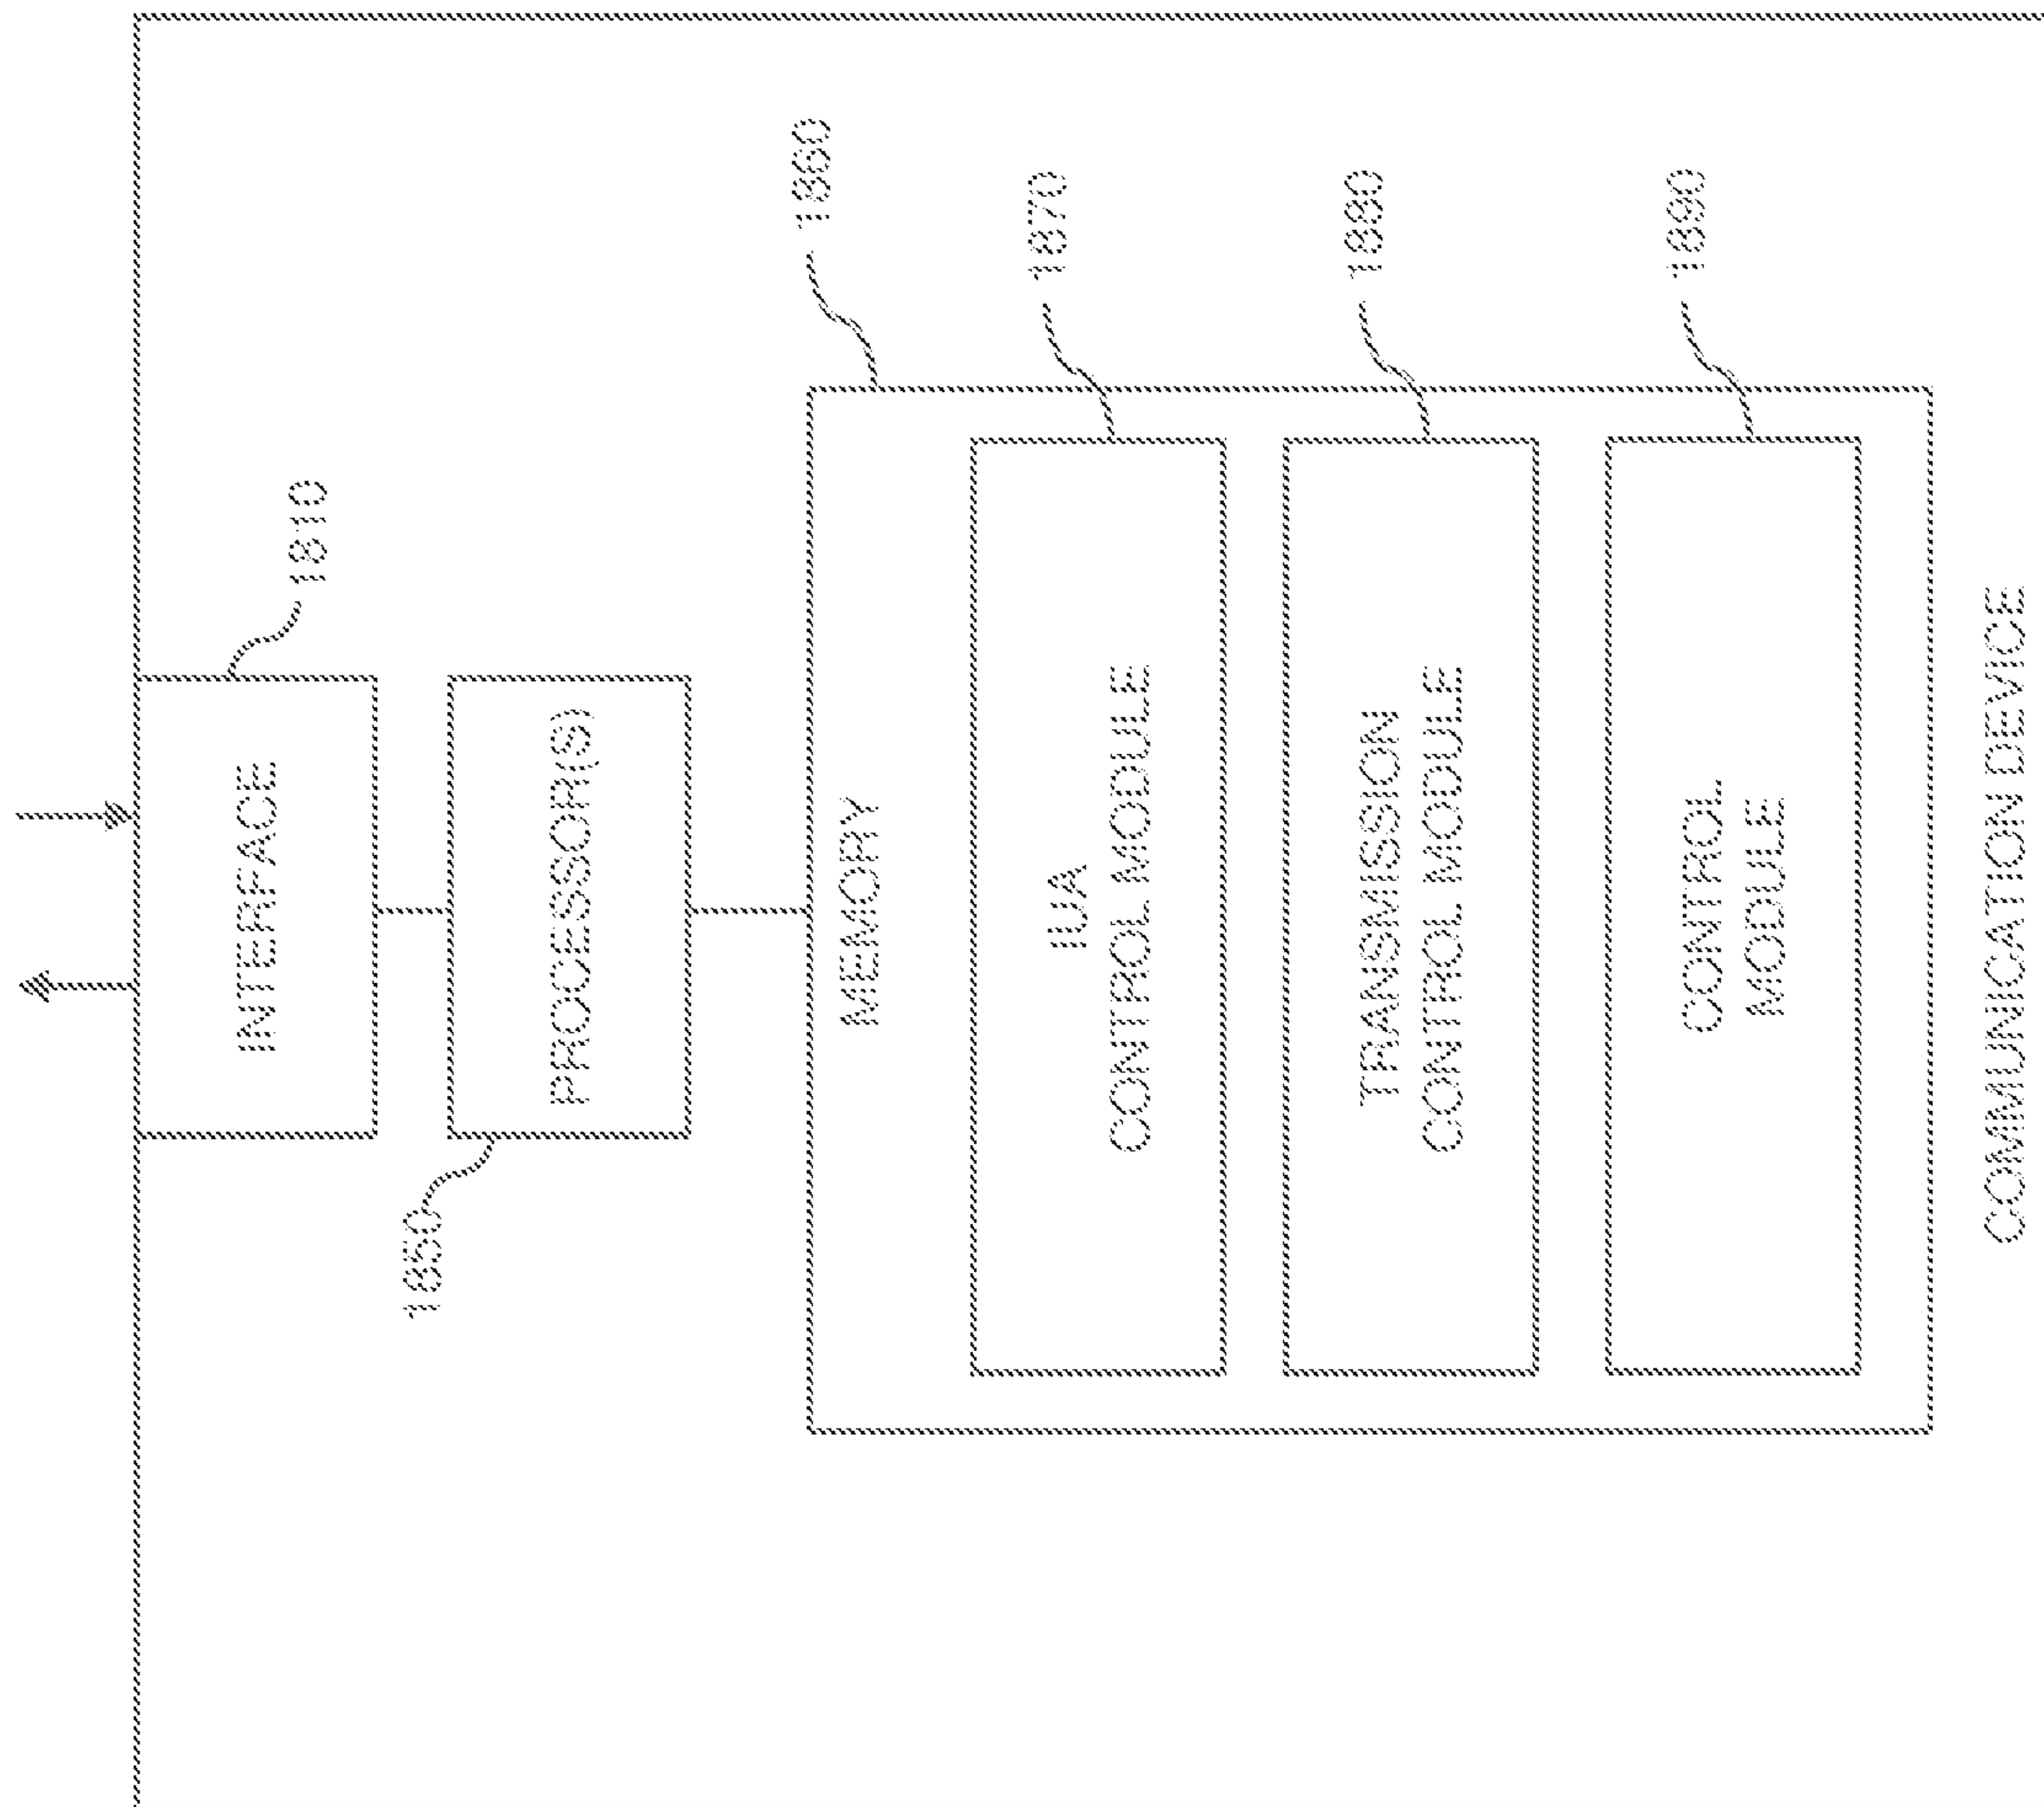 INTERFACE
1810
1850
PROCESSOR(S)
1860
MEMORY
1870
IUA
CONTROL MODULE
1880
TRANSMISSION
CONTROL MODULE
1890
CONTROL
MODULE
COMMUNICATION DEVICE